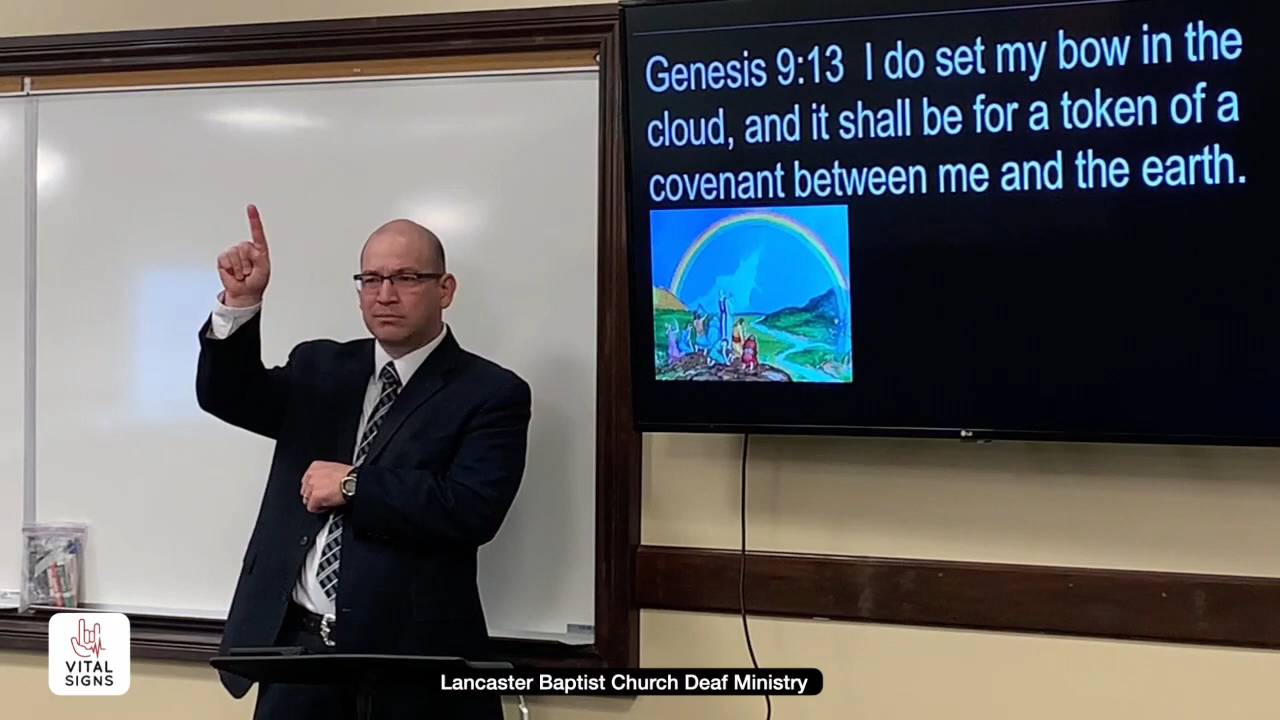 Genesis 9:13 I do set my bow in the
cloud, and it shall be for a token of a
covenant between me and the earth.
LG
VITAL
SIGNS
Lancaster Baptist Church Deaf Ministry